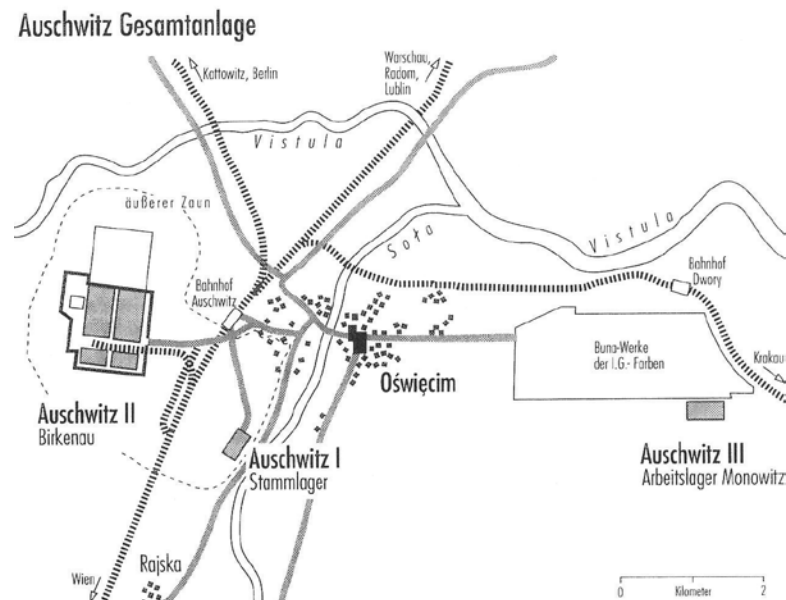 Auschwitz Gesamtanlage
Kattowitz, Berlin
Warschau,
Radom,
Lublin
Vistula
äußerer Zaun
Soła
Vistula
Bahnhof
Auschwitz
Bahnhof
Dwory
Buna-Werke
der I.G.-Farben
Krakau
Oświęcim
Auschwitz II
Birkenau
Auschwitz I
Stammlager
Auschwitz III
Arbeitslager Monowitz
Rajska
Wien
0 Kilometer 2